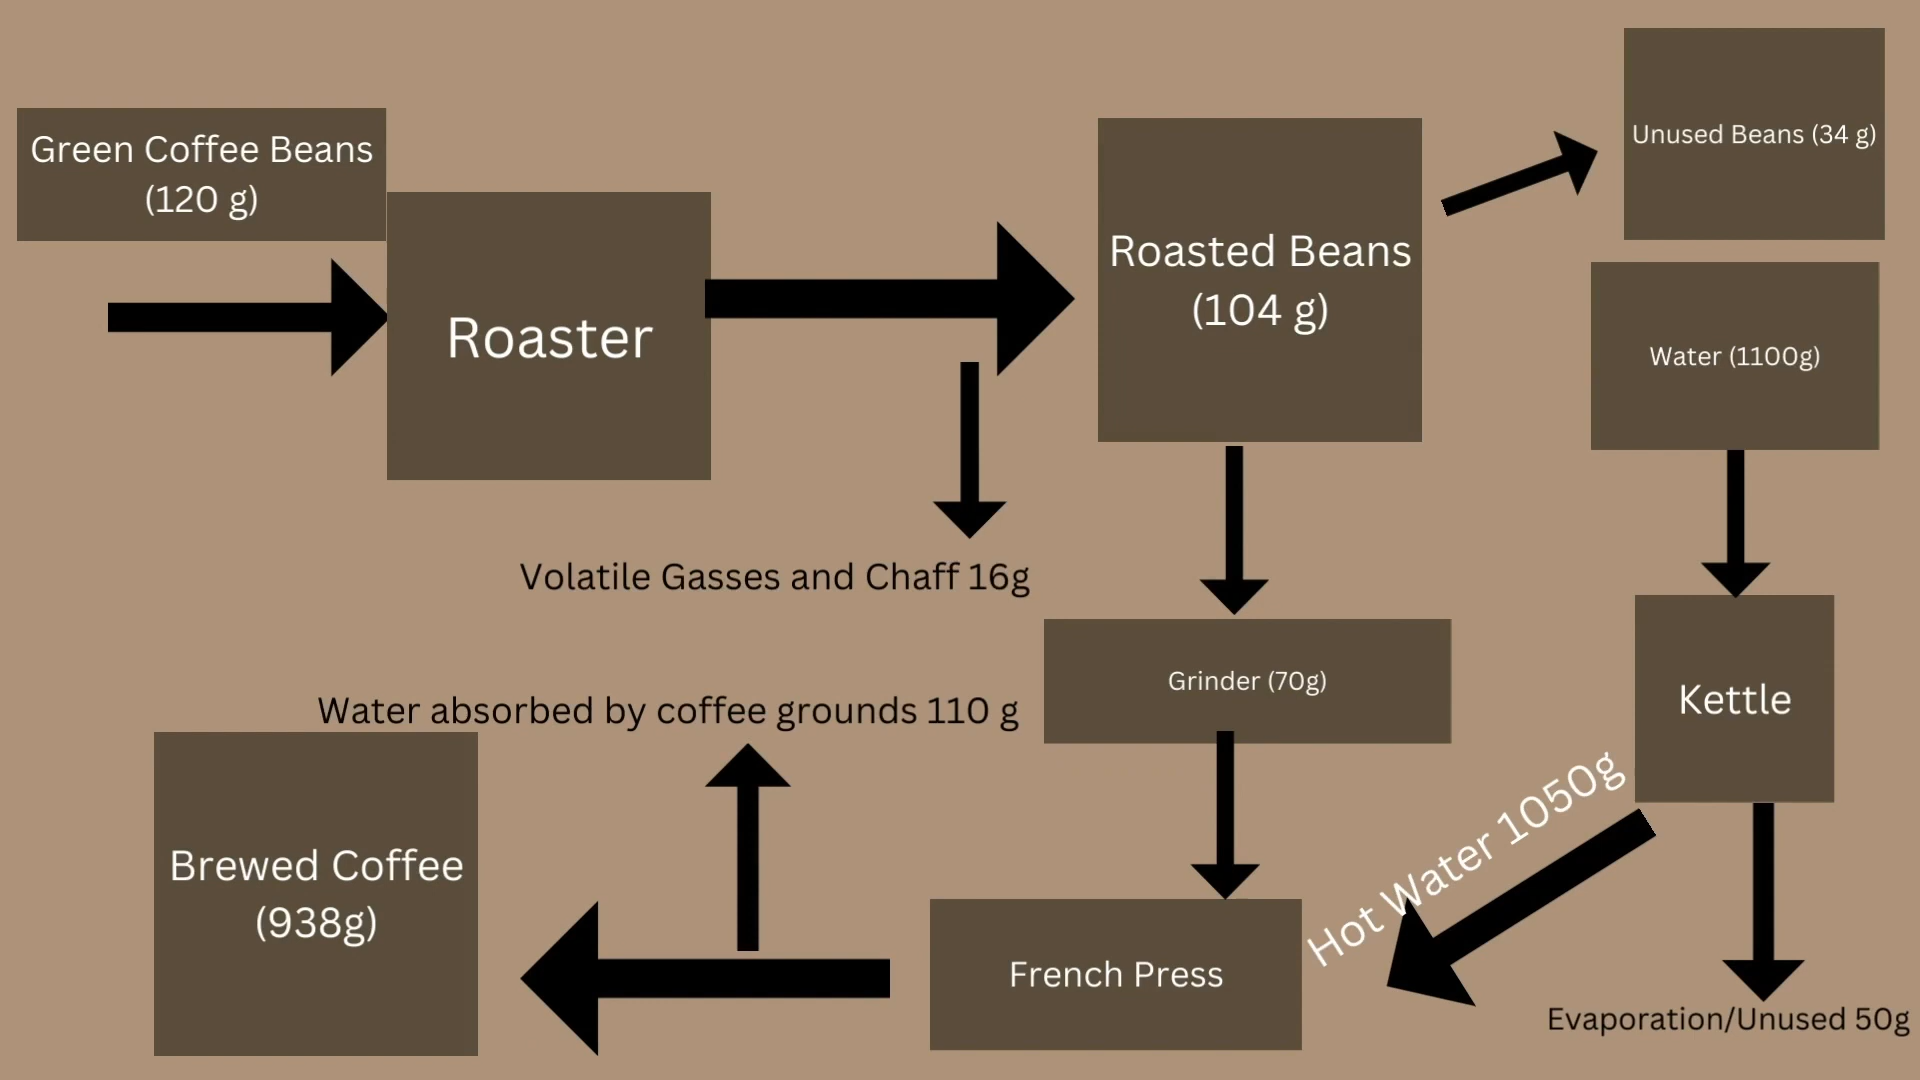 Green Coffee Beans
(120 g)
Roaster
Roasted Beans
(104 g)
Unused Beans (34 g)
Water (1100g)
Volatile Gasses and Chaff 16g
Grinder (70g)
Kettle
Water absorbed by coffee grounds 110 g
Hot Water 1050g
Brewed Coffee
(938g)
French Press
Evaporation/Unused 50g